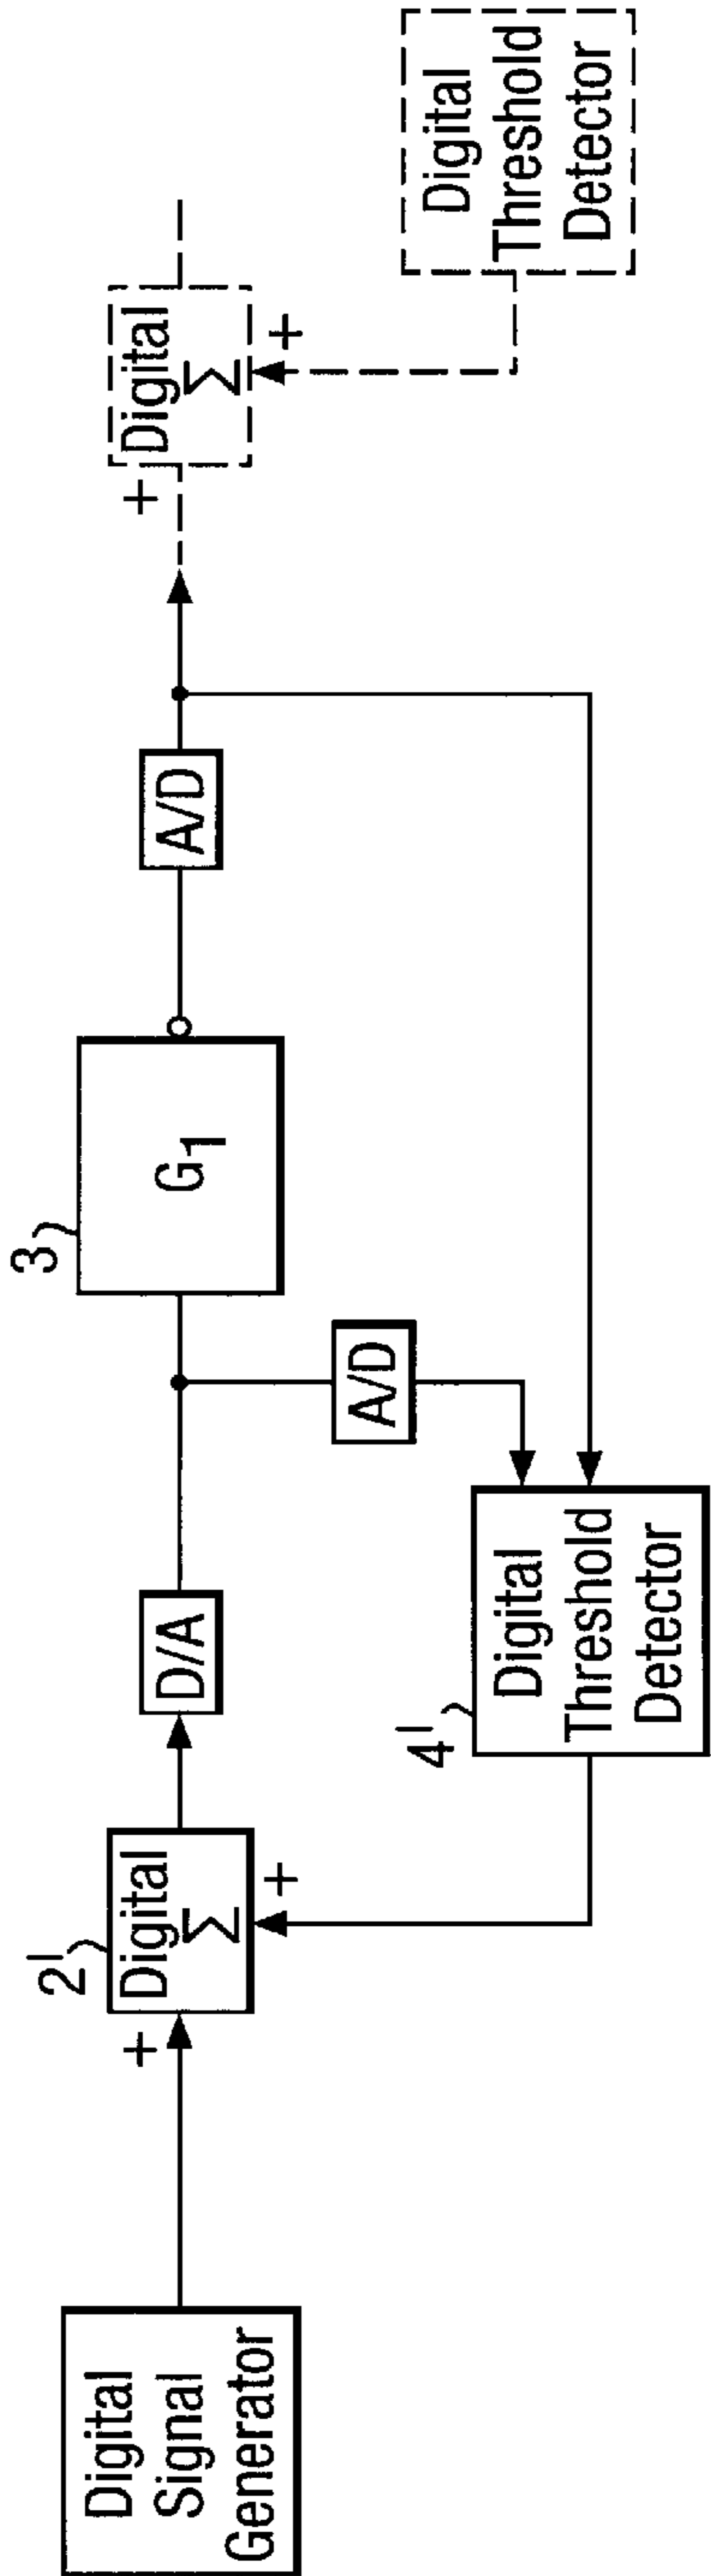 Digital
Signal
Generator
+
2'
Digital
Σ
+
D/A
4'
Digital
Threshold
Detector
A/D
3
G1
A/D
+
Digital
Σ
+
Digital
Threshold
Detector